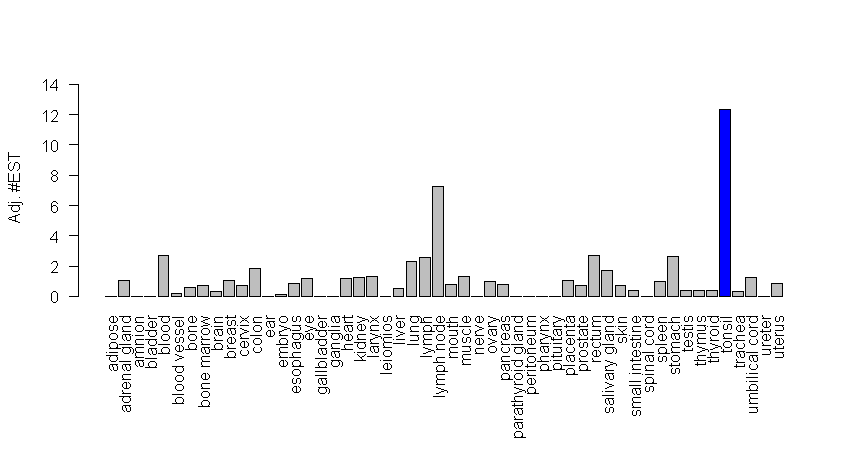 Adj. #EST
14
12
10
8
6
4
2
0
adipose
adrenal gland
amnion
bladder
blood
blood vessel
bone
bone marrow
brain
breast
cervix
colon
ear
embryo
esophagus
eye
gallbladder
ganglia
heart
kidney
larynx
leiomios
liver
lung
lymph
lymph node
mouth
muscle
nerve
ovary
pancreas
parathyroid gland
peritoneum
pharynx
pituitary
placenta
prostate
rectum
salivary gland
skin
small intestine
spinal cord
spleen
stomach
testis
thymus
thyroid
tonsil
trachea
umbilical cord
ureter
uterus